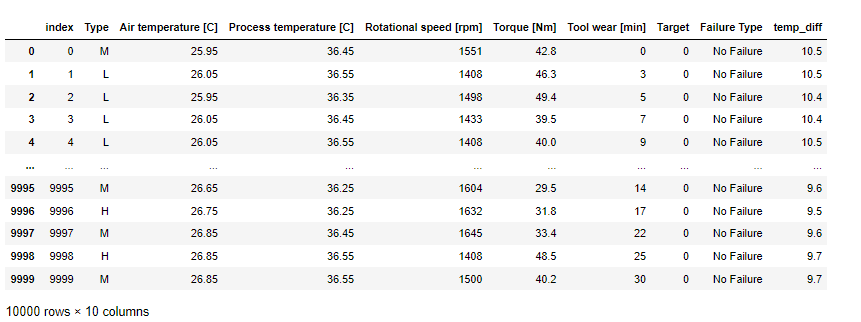 index Type Air temperature [C] Process temperature [C] Rotational speed [rpm] Torque [Nm] Tool wear [min] Target Failure Type temp_diff
0 0 M 25.95 36.45 1551 42.8 0 0 No Failure 10.5
1 1 L 26.05 36.55 1408 46.3 3 0 No Failure 10.5
2 2 L 25.95 36.35 1498 49.4 5 0 No Failure 10.4
3 3 L 26.05 36.45 1433 39.5 7 0 No Failure 10.4
4 4 L 26.05 36.55 1408 40.0 9 0 No Failure 10.5
... ... ... ... ... ... ... ... ... ... ...
9995 9995 M 26.65 36.25 1604 29.5 14 0 No Failure 9.6
9996 9996 H 26.75 36.25 1632 31.8 17 0 No Failure 9.5
9997 9997 M 26.85 36.45 1645 33.4 22 0 No Failure 9.6
9998 9998 H 26.85 36.55 1408 48.5 25 0 No Failure 9.7
9999 9999 M 26.85 36.55 1500 40.2 30 0 No Failure 9.7
10000 rows × 10 columns